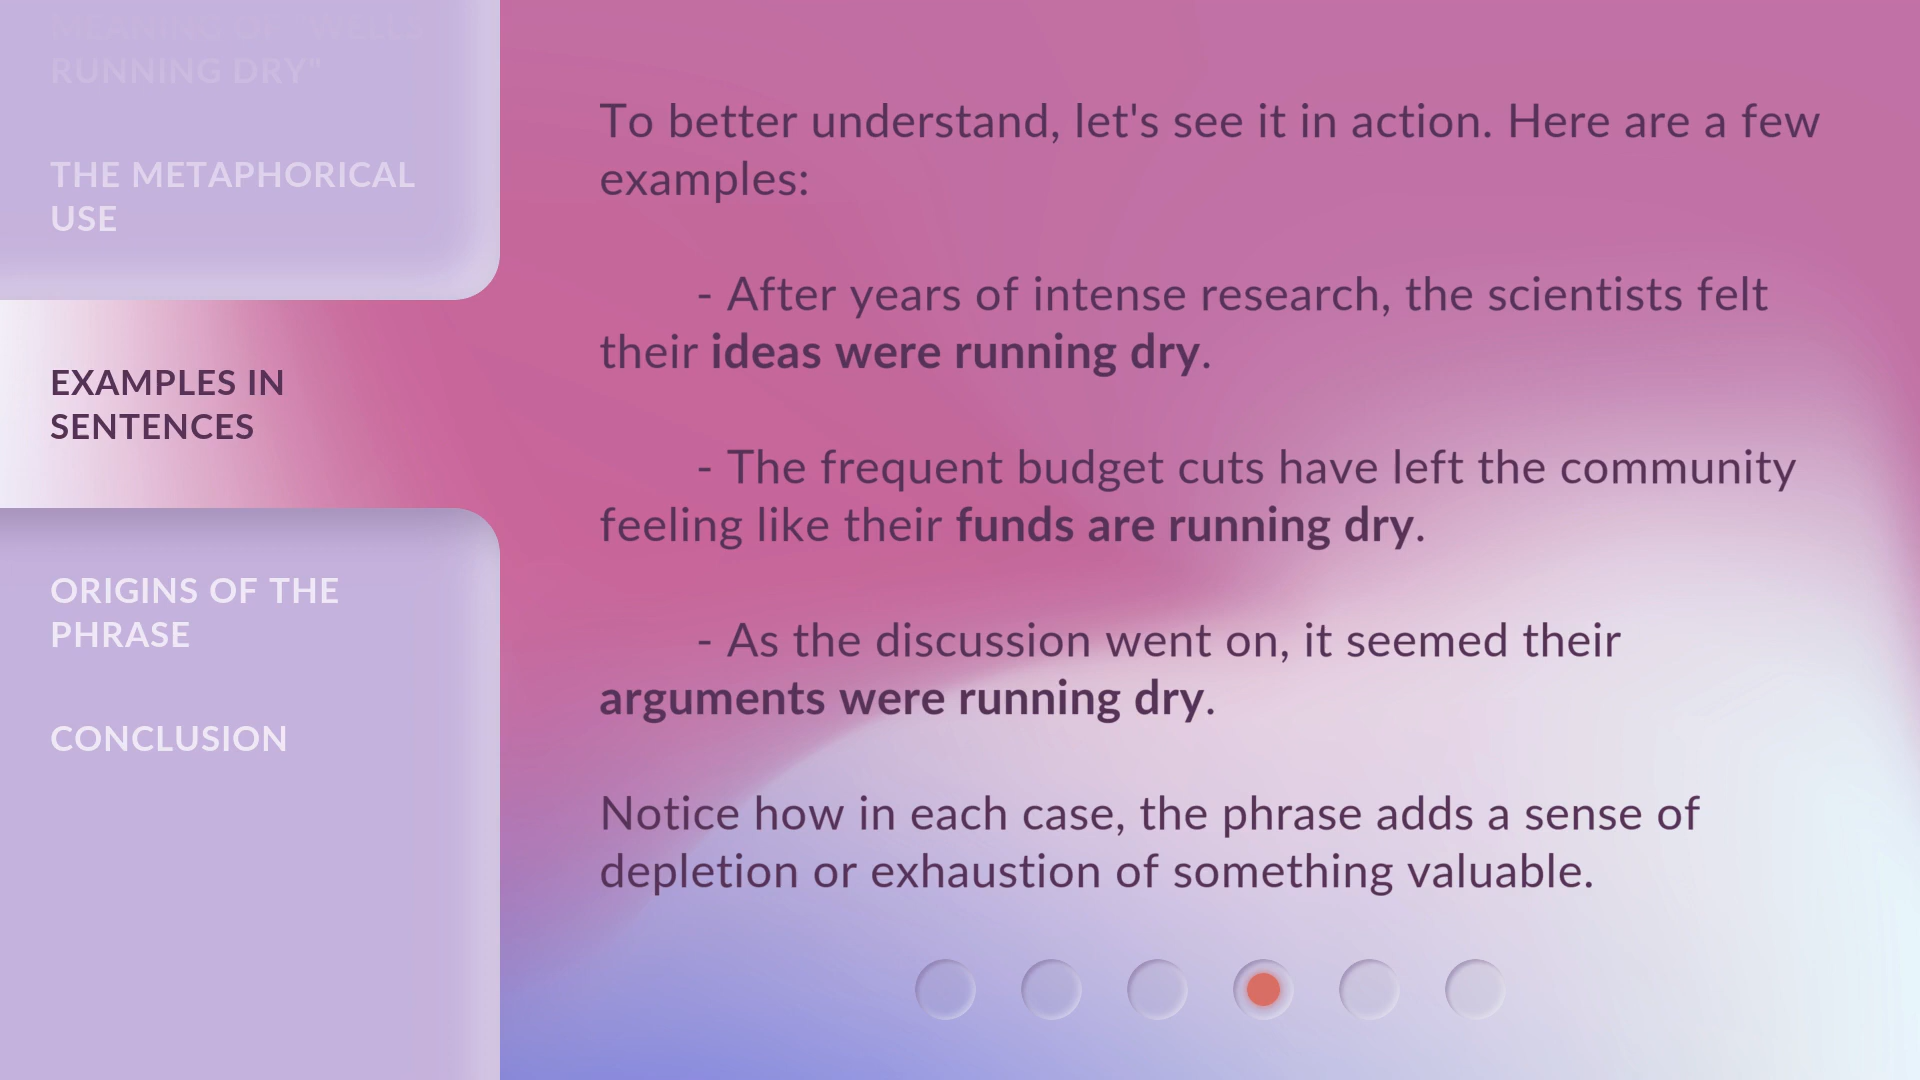 MEANING OF "WELLS
RUNNING DRY"
THE METAPHORICAL
USE
EXAMPLES IN
SENTENCES
ORIGINS OF THE
PHRASE
CONCLUSION
To better understand, let's see it in action. Here are a few
examples:
- After years of intense research, the scientists felt
their ideas were running dry.
- The frequent budget cuts have left the community
feeling like their funds are running dry.
- As the discussion went on, it seemed their
arguments were running dry.
Notice how in each case, the phrase adds a sense of
depletion or exhaustion of something valuable.